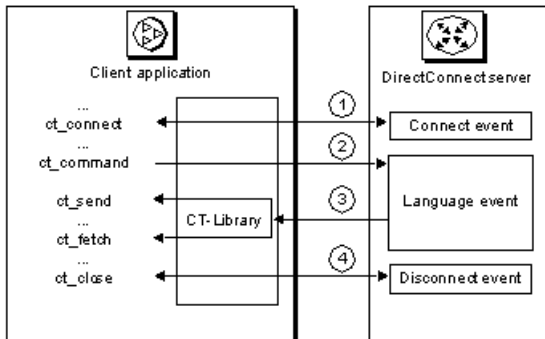 Client application
...
ct_connect
...
ct_command
ct_send
...
ct_fetch
...
ct_close
CT-Library
1
2
3
4
DirectConnect server
Connect event
Language event
Disconnect event